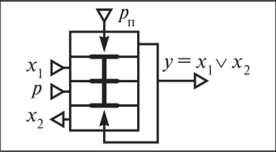 pп
x₁
y = x₁ ∨ x₂
p
x₂